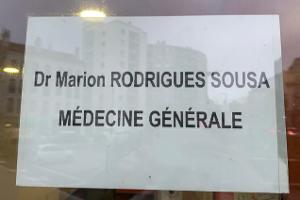 Dr Marion RODRIGUES SOUSA
MÉDECINE GÉNÉRALE